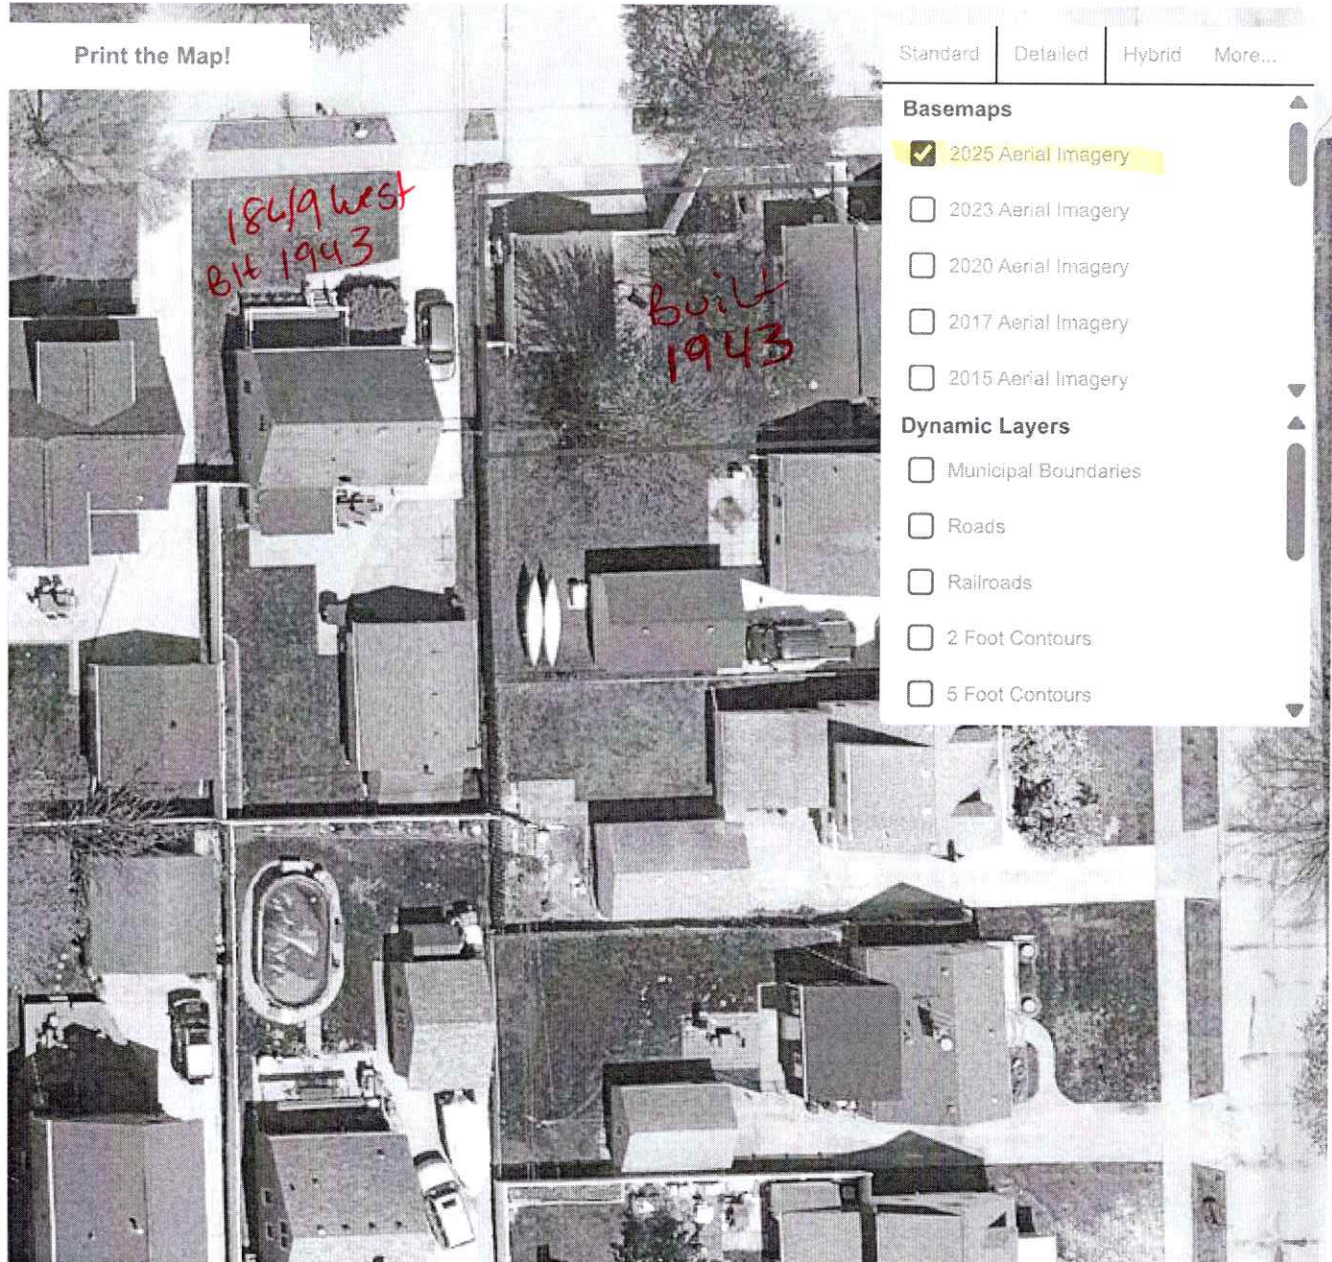 Print the Map!
Standard Detailed Hybrid More...
Basemaps
2025 Aerial Imagery
2023 Aerial Imagery
2020 Aerial Imagery
2017 Aerial Imagery
2015 Aerial Imagery
Dynamic Layers
Municipal Boundaries
Roads
Railroads
2 Foot Contours
5 Foot Contours
West
Blt 1943
Built
1943